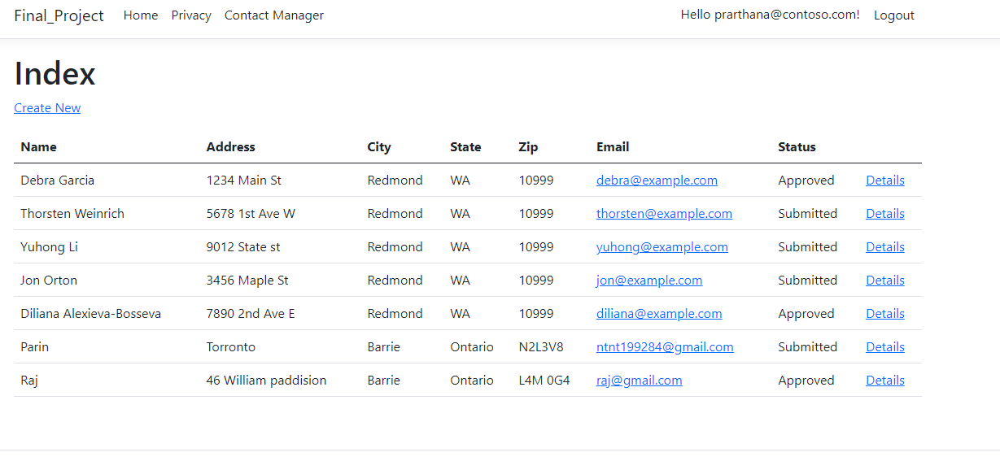 Final_Project Home Privacy Contact Manager Hello prarthana@contoso.com! Logout
Index
Create New
Name Address City State Zip Email Status
Debra Garcia 1234 Main St Redmond WA 10999 debra@example.com Approved Details
Thorsten Weinrich 5678 1st Ave W Redmond WA 10999 thorsten@example.com Submitted Details
Yuhong Li 9012 State st Redmond WA 10999 yuhong@example.com Submitted Details
Jon Orton 3456 Maple St Redmond WA 10999 jon@example.com Submitted Details
Diliana Alexieva-Bosseva 7890 2nd Ave E Redmond WA 10999 diliana@example.com Approved Details
Parin Torronto Barrie Ontario N2L3V8 ntnt199284@gmail.com Submitted Details
Raj 46 William paddision Barrie Ontario L4M 0G4 raj@gmail.com Approved Details